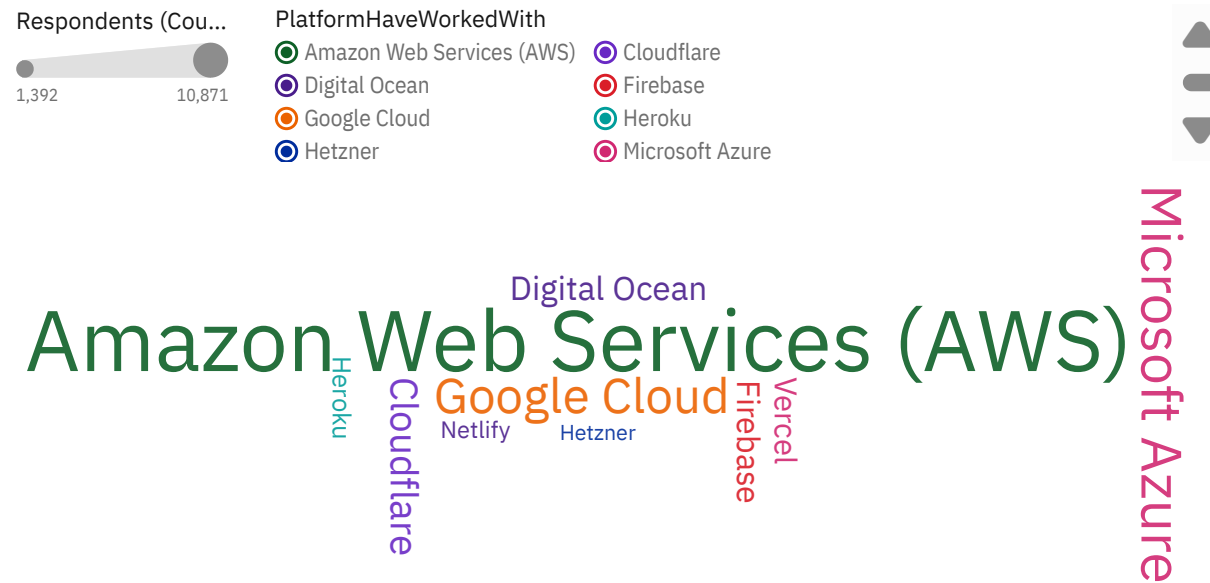 Respondents (Cou...
1,392 10,871
PlatformHaveWorkedWith
Amazon Web Services (AWS)
Digital Ocean
Google Cloud
Hetzner
Cloudflare
Firebase
Heroku
Microsoft Azure
Digital Ocean
Amazon Web Services (AWS)
Microsoft Azure
Heroku
Cloudflare
Google Cloud
Netlify
Hetzner
Firebase
Vercel